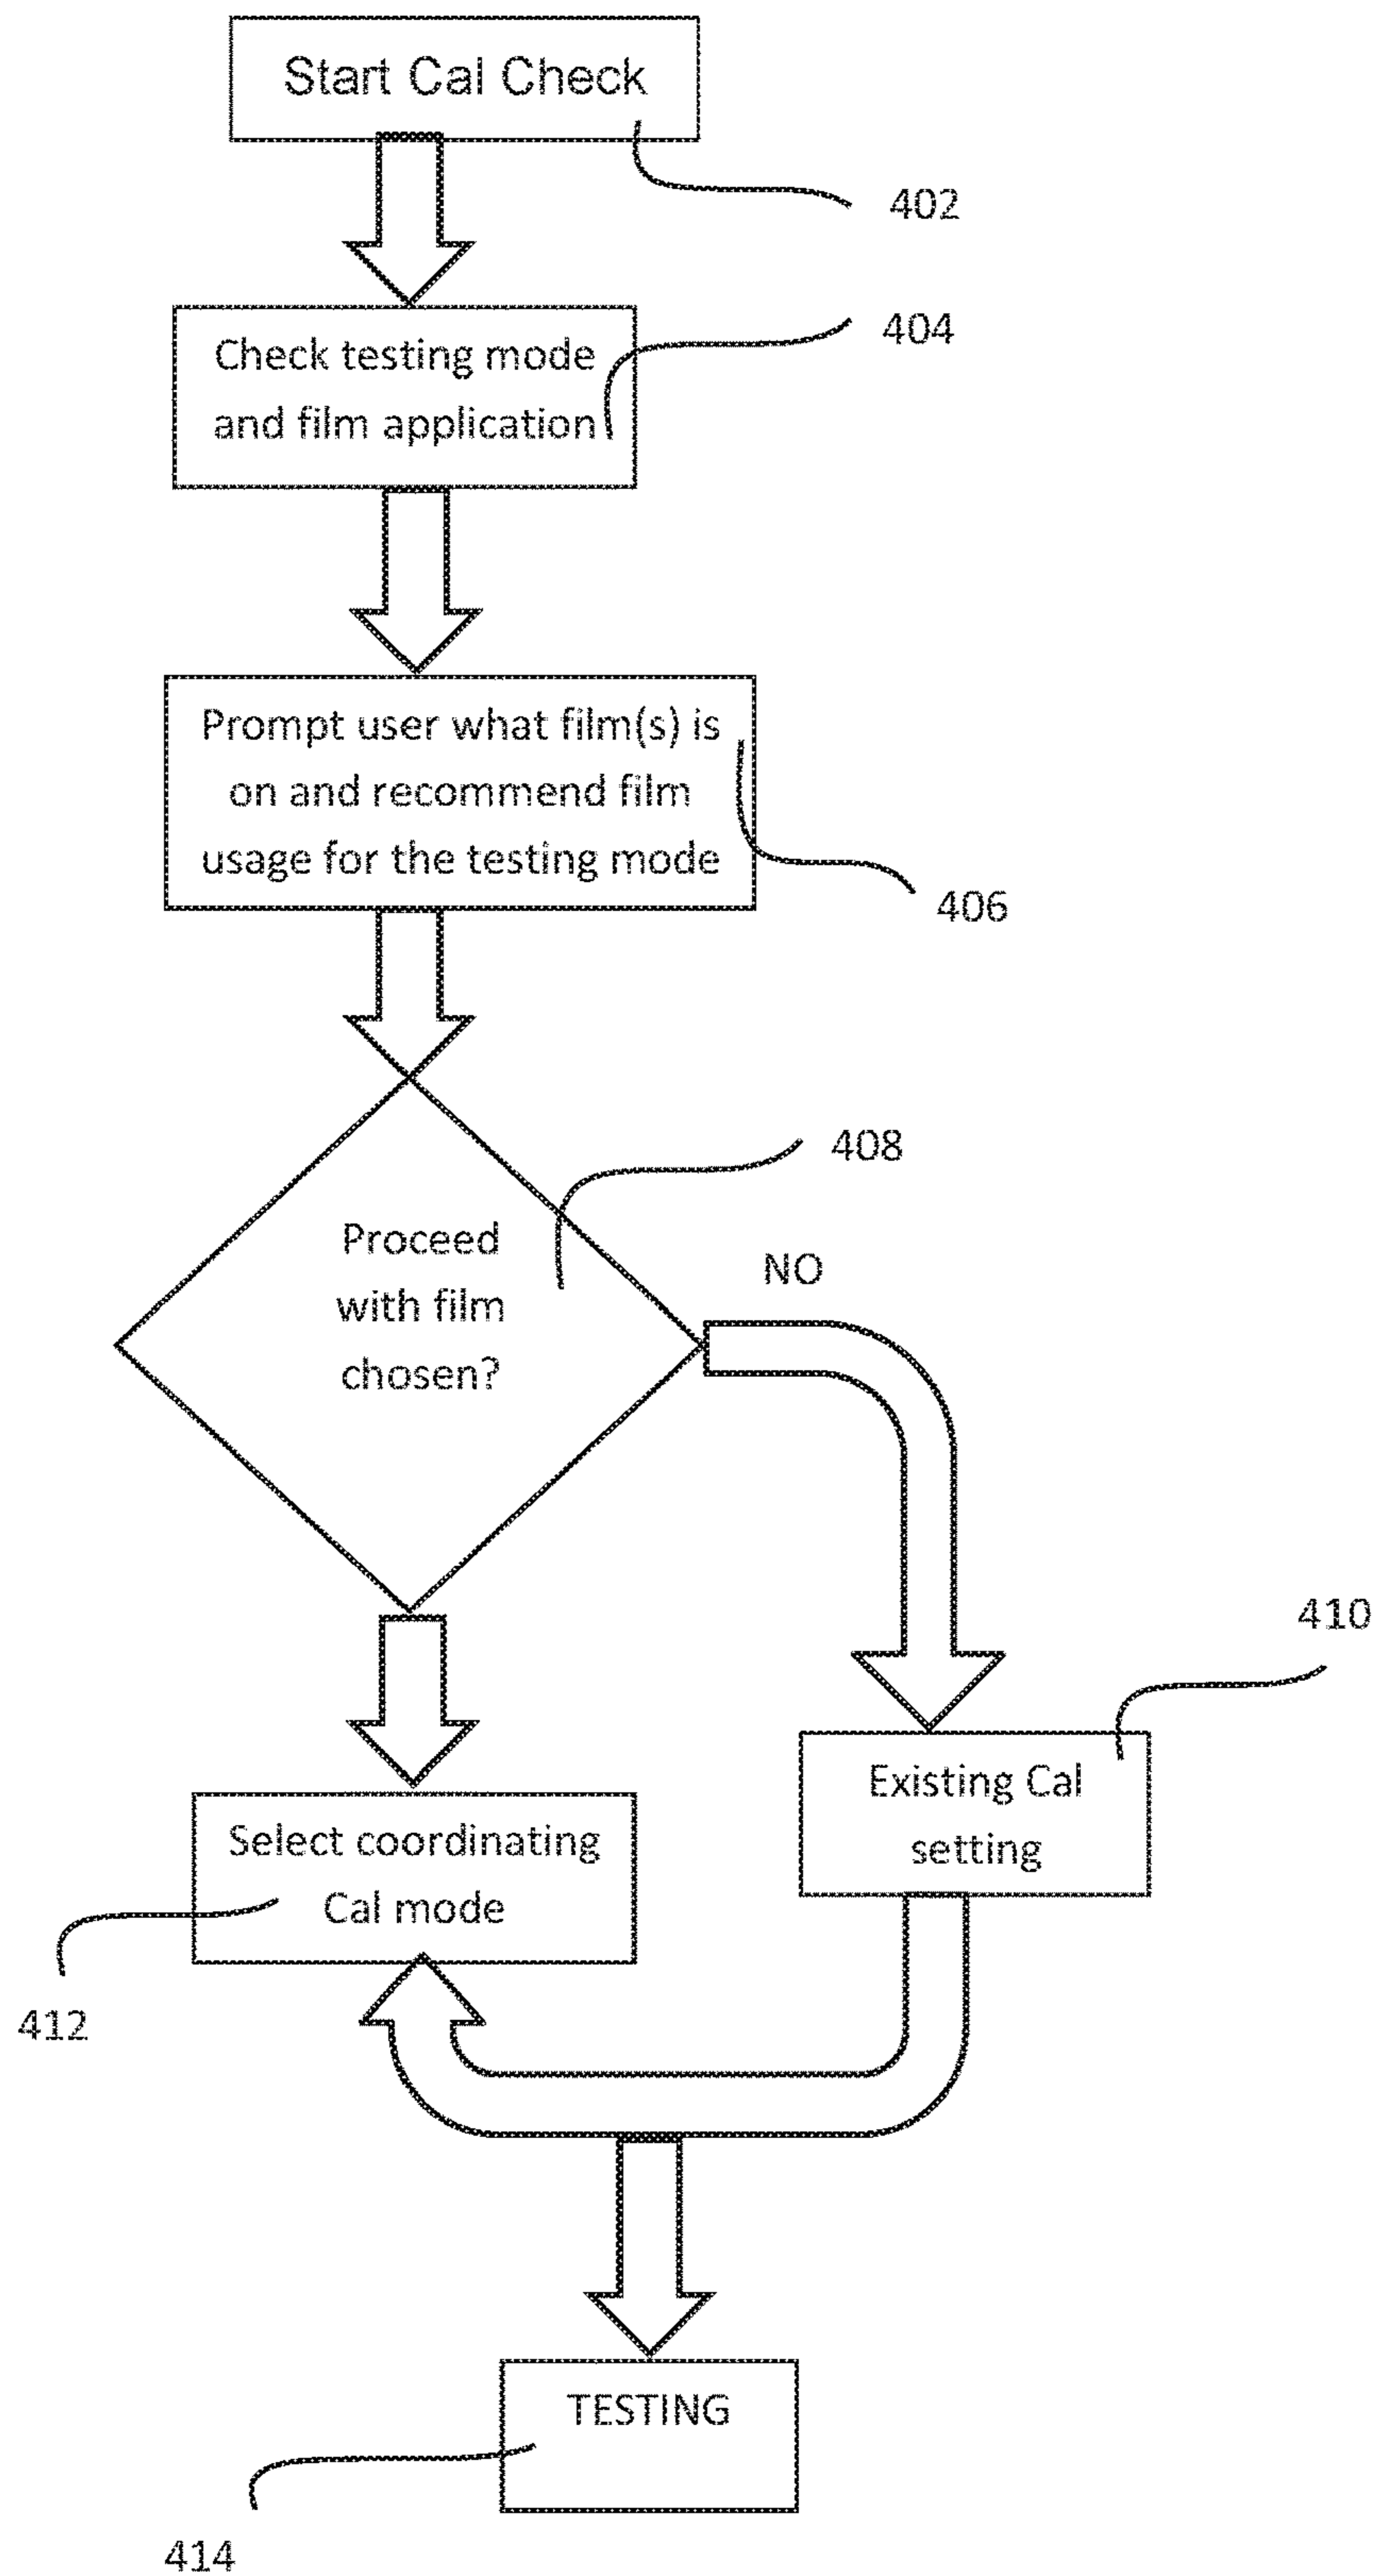 Start Cal Check
402
404
Check testing mode
and film application
Prompt user what film(s) is
on and recommend film
usage for the testing mode
406
408
Proceed
with film
chosen?
NO
410
Existing Cal
setting
Select coordinating
Cal mode
412
TESTING
414